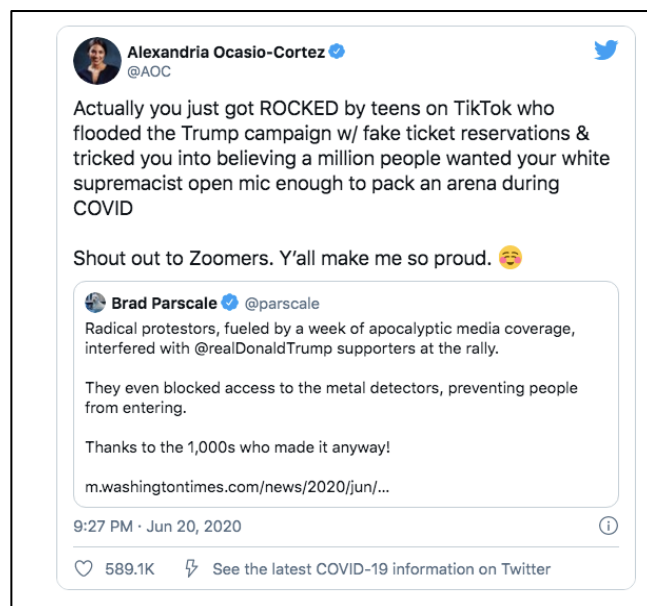 Alexandria Ocasio-Cortez
@AOC
Actually you just got ROCKED by teens on TikTok who
flooded the Trump campaign w/ fake ticket reservations &
tricked you into believing a million people wanted your white
supremacist open mic enough to pack an arena during
COVID
Shout out to Zoomers. Y'all make me so proud. ☺️
Brad Parscale @parscale
Radical protestors, fueled by a week of apocalyptic media coverage,
interfered with @realDonaldTrump supporters at the rally.
They even blocked access to the metal detectors, preventing people
from entering.
Thanks to the 1,000s who made it anyway!
m.washingtontimes.com/news/2020/jun/...
9:27 PM · Jun 20, 2020
589.1K See the latest COVID-19 information on Twitter